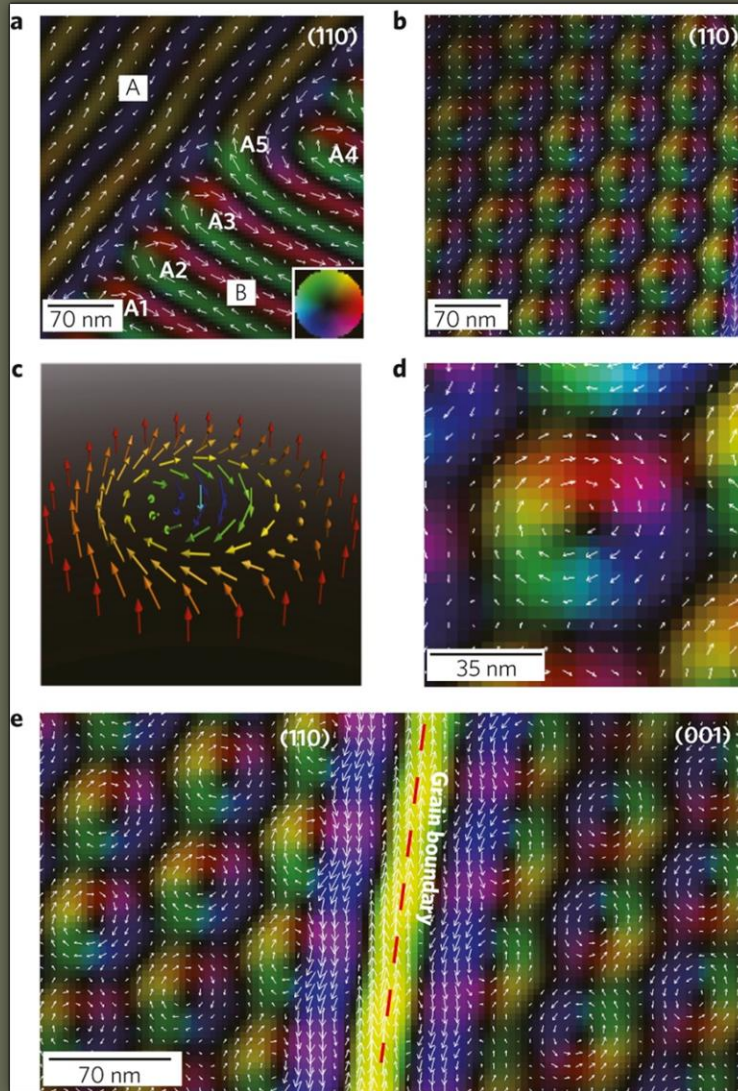 a
(110)
A
A5
A4
A3
A2
B
A1
70 nm
b
(110)
70 nm
c
d
35 nm
e
(110)
(001)
Grain boundary
70 nm